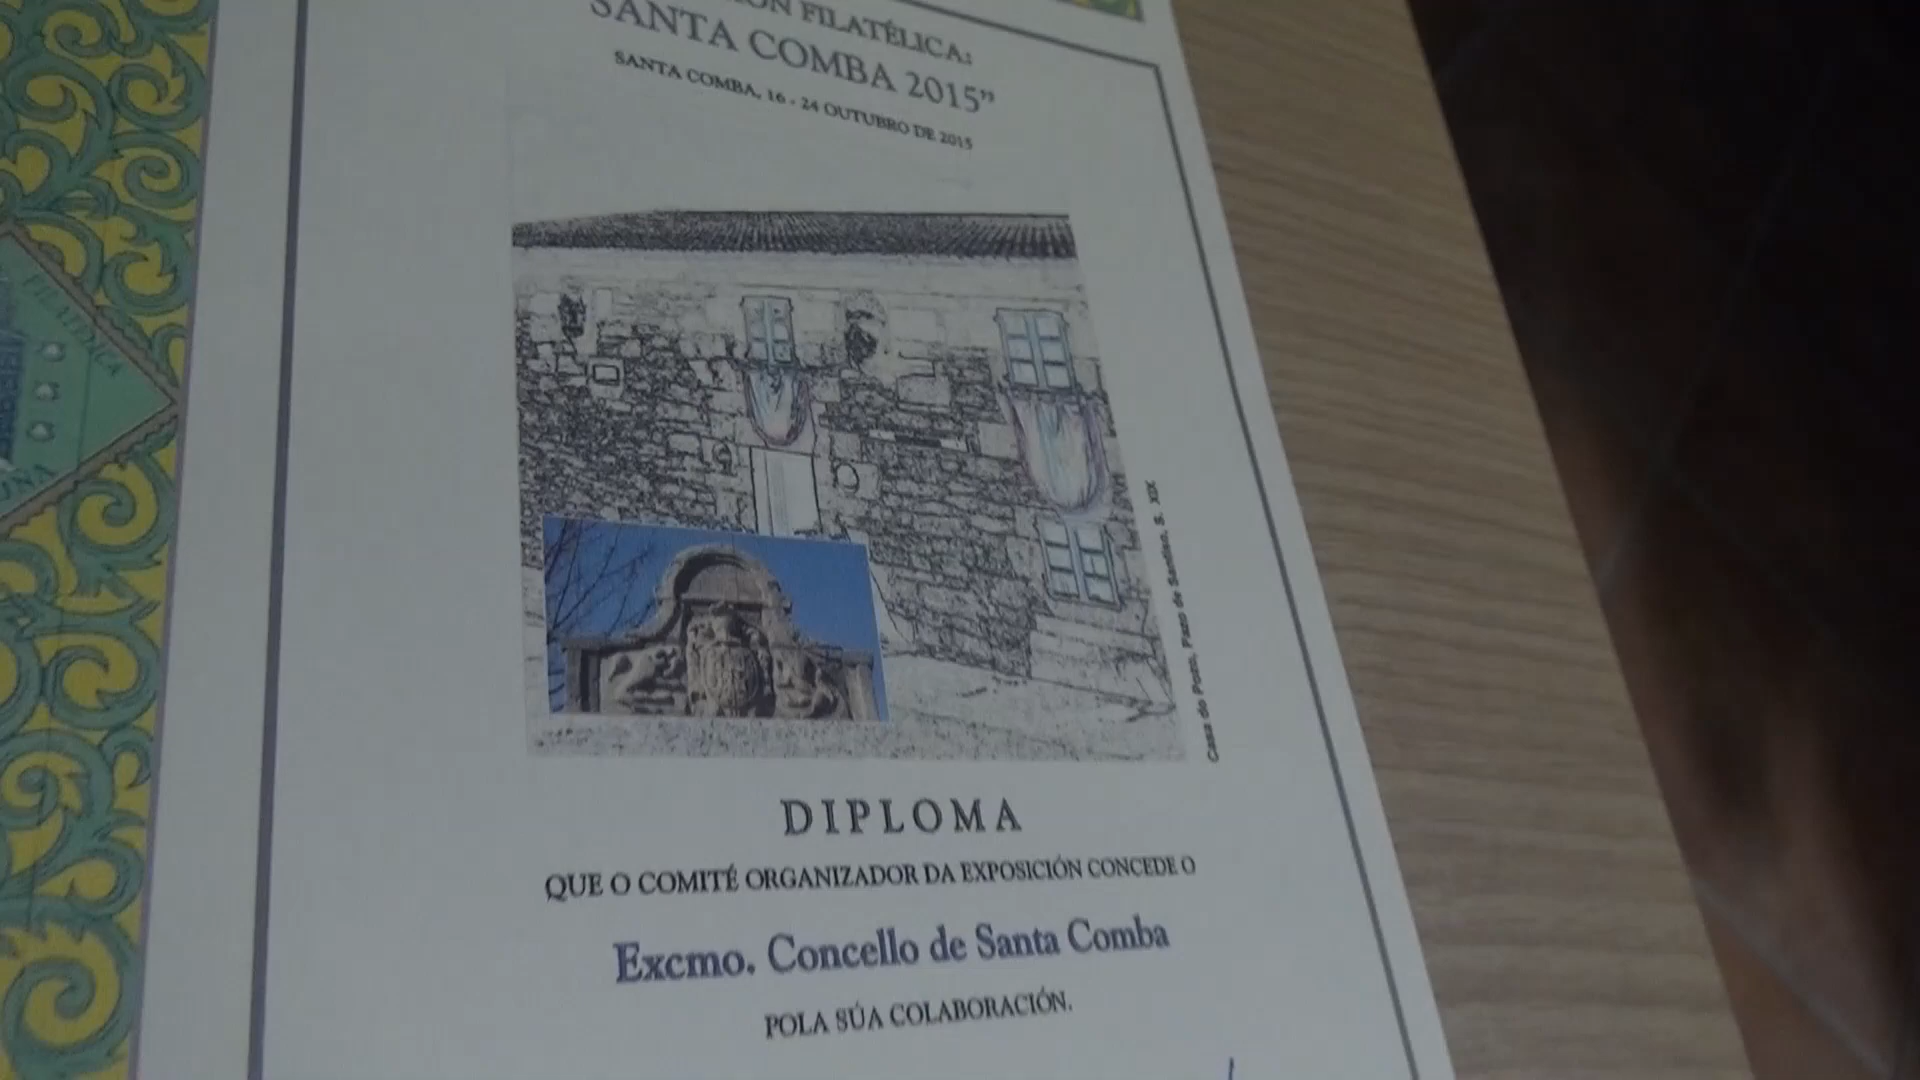 FILATÉLICA:
SANTA COMBA 2015”
SANTA COMBA, 16 - 24 OUTUBRO DE 2015
Casa do Pozo, Pazo de Santiso, S. XIX
DIPLOMA
QUE O COMITÉ ORGANIZADOR DA EXPOSICIÓN CONCEDE O
Excmo. Concello de Santa Comba
POLA SÚA COLABORACIÓN.